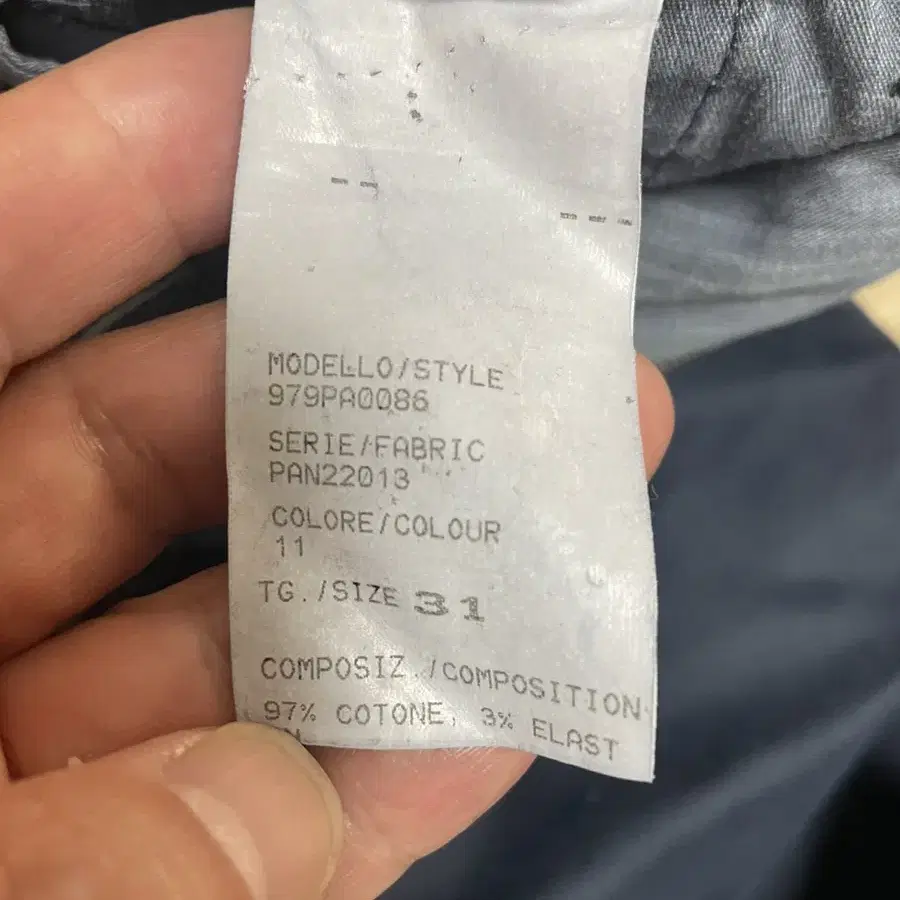 MODELLO/STYLE
979PA0086
SERIE/FABRIC
PAN22013
COLORE/COLOUR
11
TG./SIZE 31
COMPOSIZ./COMPOSITION
97% COTONE, 3% ELAST